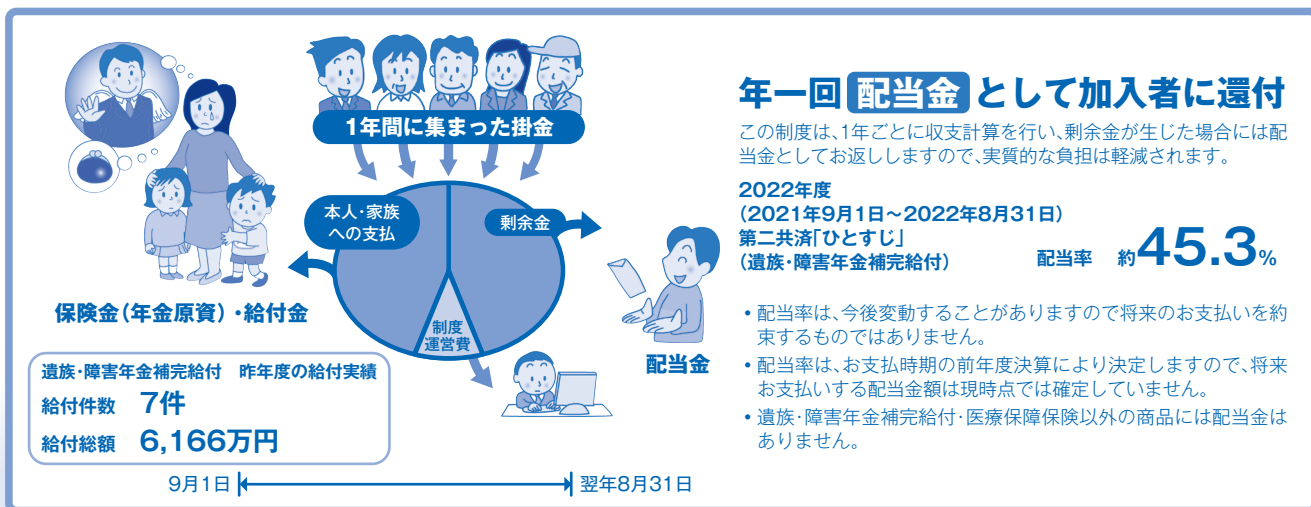 1年間に集まった掛金
本人・家族
への支払
剰余金
制度
運営費
保険金(年金原資)・給付金
配当金
遺族・障害年金補完給付 昨年度の給付実績
給付件数 7件
給付総額 6,166万円
9月1日
翌年8月31日
年一回 配当金 として加入者に還付
この制度は、1年ごとに収支計算を行い、剰余金が生じた場合には配
当金としてお返ししますので、実質的な負担は軽減されます。
2022年度
(2021年9月1日~2022年8月31日)
第二共済「ひとすじ」
(遺族・障害年金補完給付)
配当率 約45.3%
・配当率は、今後変動することがありますので将来のお支払いを約
束するものではありません。
・配当率は、お支払時期の前年度決算により決定しますので、将来
お支払いする配当金額は現時点では確定していません。
・遺族・障害年金補完給付・医療保障保険以外の商品には配当金は
ありません。